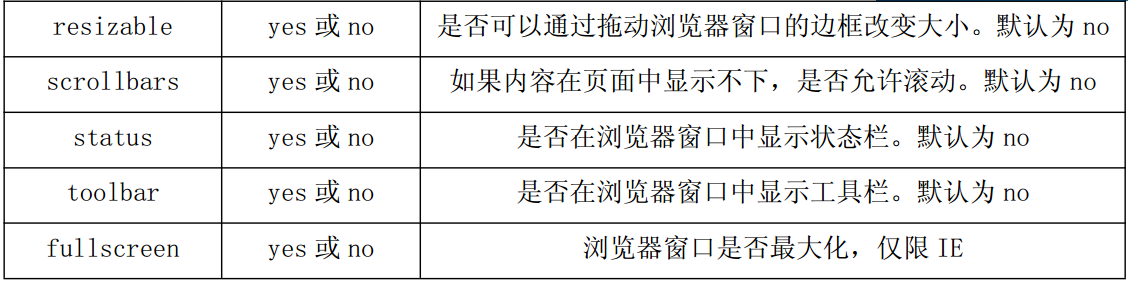 resizable yes 或 no 是否可以通过拖动浏览器窗口的边框改变大小。默认为 no
scrollbars yes 或 no 如果内容在页面中显示不下，是否允许滚动。默认为 no
status yes 或 no 是否在浏览器窗口中显示状态栏。默认为 no
toolbar yes 或 no 是否在浏览器窗口中显示工具栏。默认为 no
fullscreen yes 或 no 浏览器窗口是否最大化，仅限 IE